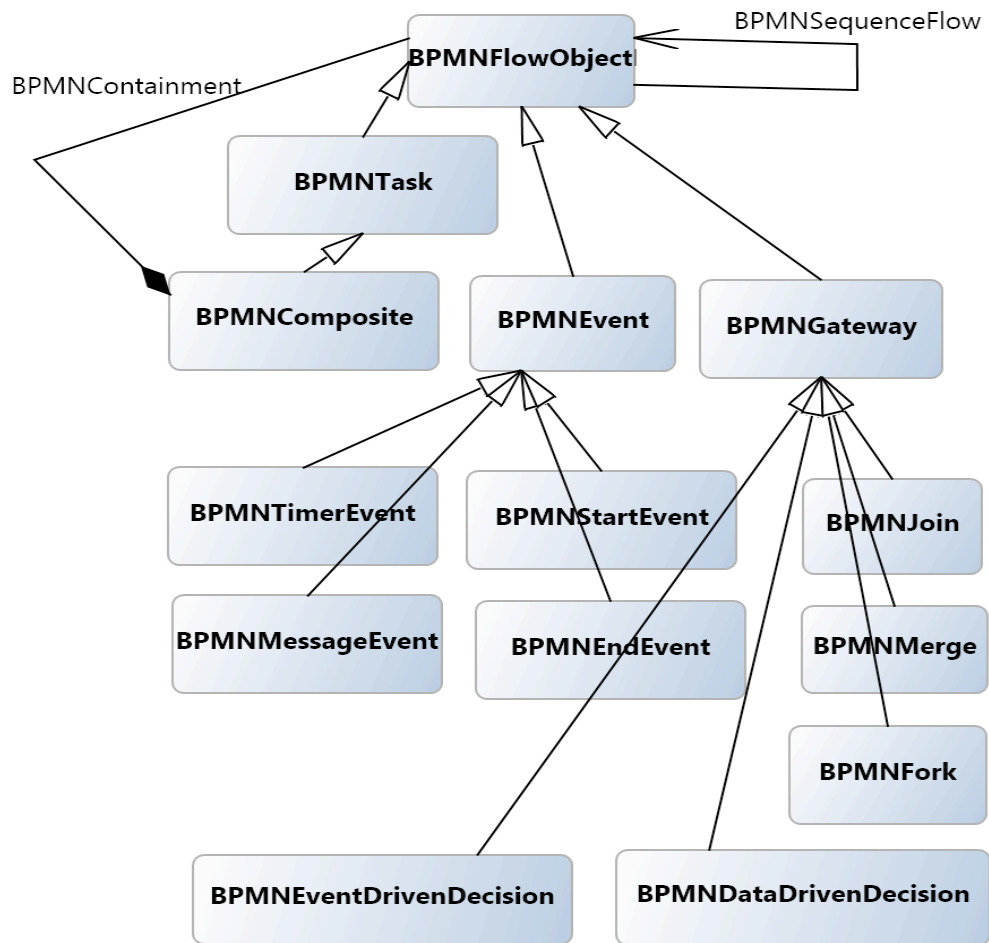 BPMNSequenceFlow
BPMNFlowObject
BPMNContainment
BPMNTask
BPMNComposite
BPMNEvent
BPMNGateway
BPMNTimerEvent
BPMNStartEvent
BPMNJoin
BPMNMessageEvent
BPMNEndEvent
BPMNMerge
BPMNFork
BPMNEventDrivenDecision
BPMNDataDrivenDecision